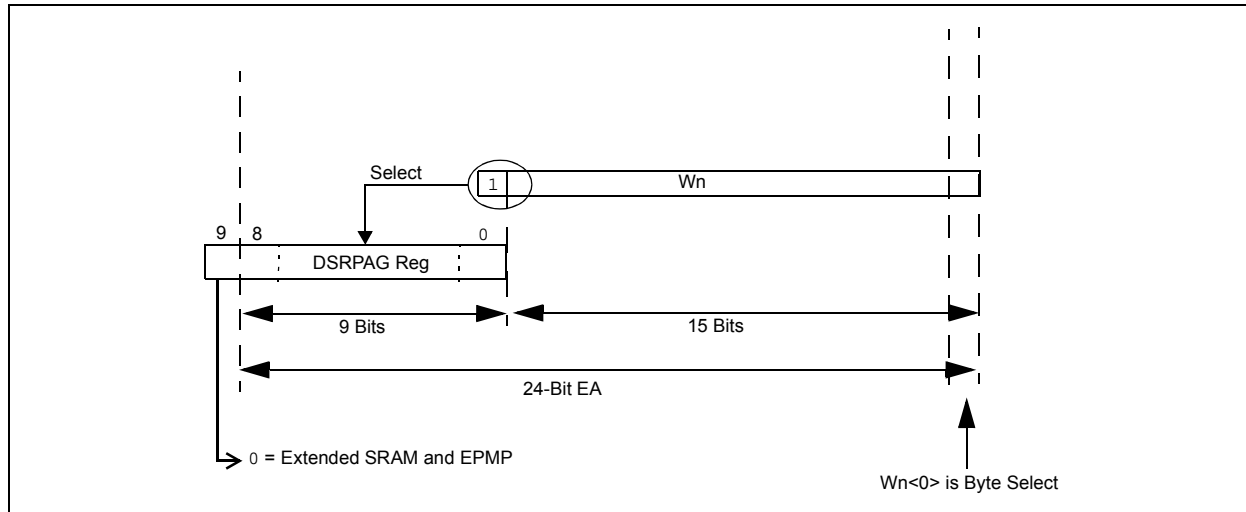 Select
1
Wn
9 8 0
DSRPAG Reg
9 Bits
15 Bits
24-Bit EA
0 = Extended SRAM and EPMP
Wn<0> is Byte Select